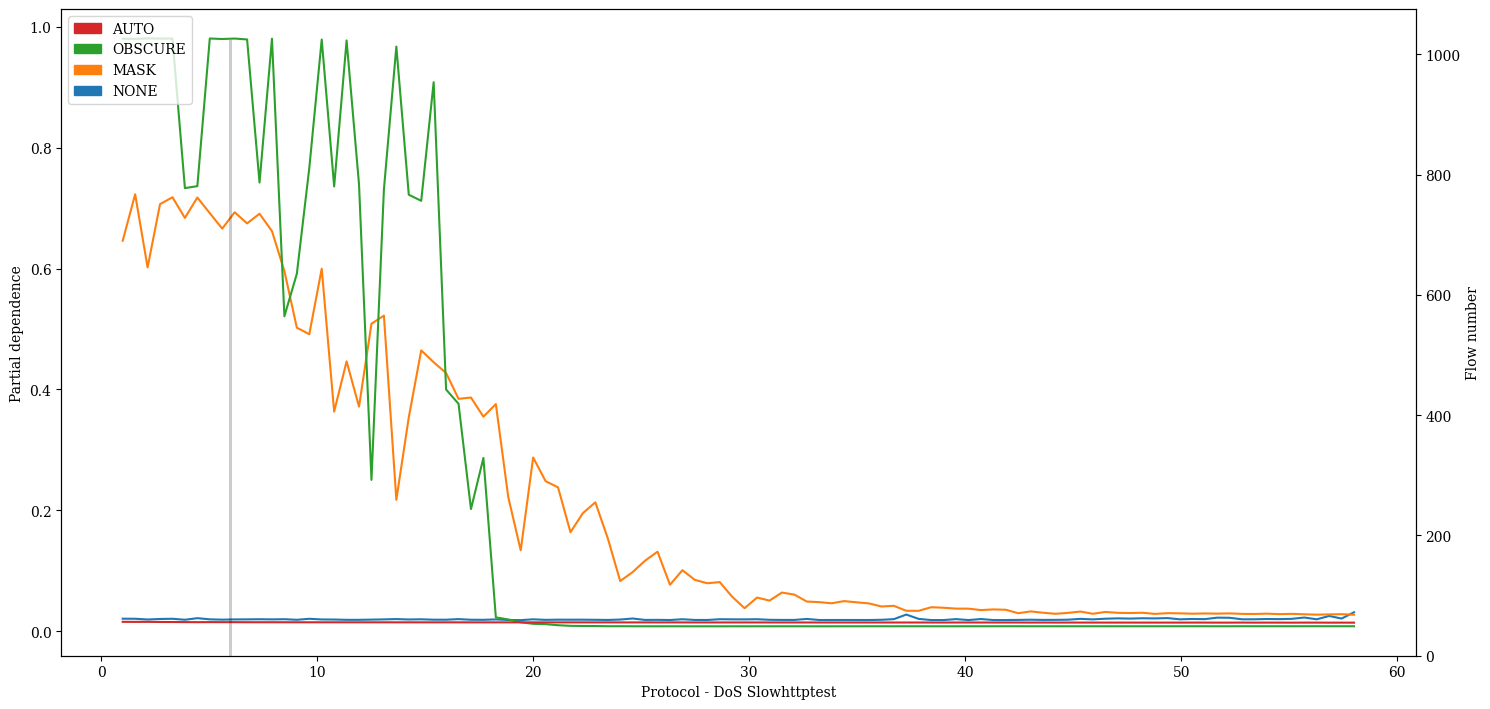 AUTO
OBSCURE
MASK
NONE
1.0
0.8
0.6
0.4
0.2
0.0
Partial dependence
1000
800
600
400
200
0
Flow number
0 10 20 30 40 50 60
Protocol - DoS Slowhttptest